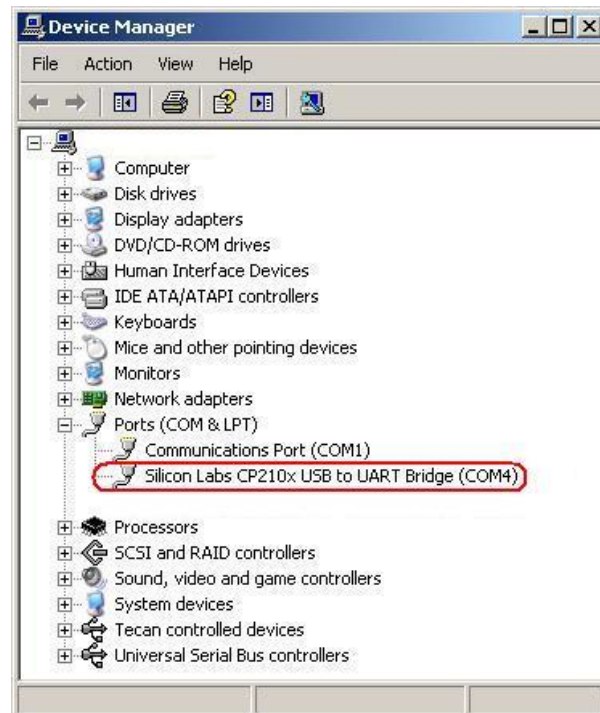 Device Manager
File Action View Help
Computer
Disk drives
Display adapters
DVD/CD-ROM drives
Human Interface Devices
IDE ATA/ATAPI controllers
Keyboards
Mice and other pointing devices
Monitors
Network adapters
Ports (COM & LPT)
Communications Port (COM1)
Silicon Labs CP210x USB to UART Bridge (COM4)
Processors
SCSI and RAID controllers
Sound, video and game controllers
System devices
Tecan controlled devices
Universal Serial Bus controllers